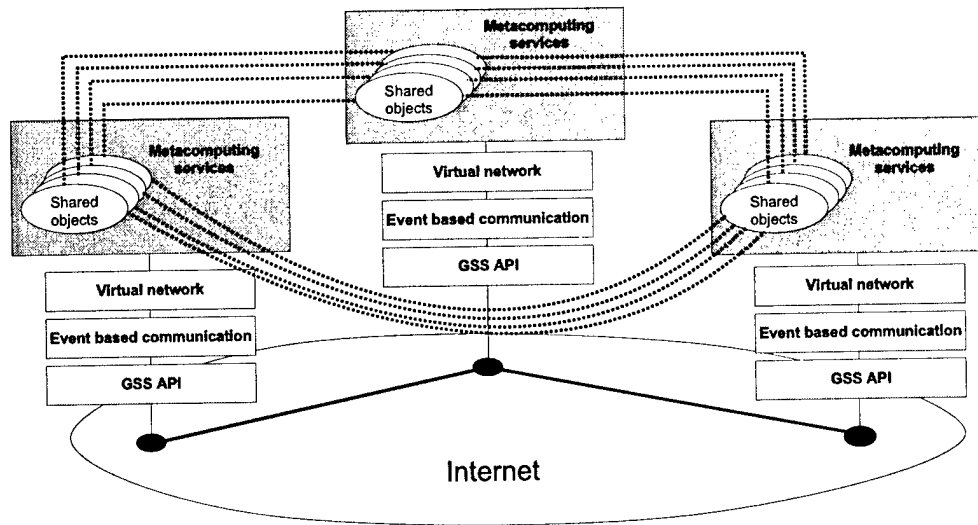 Metacomputing
services
Shared
objects
Metacomputing
services
Shared
objects
Metacomputing
services
Shared
objects
Virtual network
Event based communication
GSS API
Virtual network
Event based communication
GSS API
Virtual network
Event based communication
GSS API
Internet